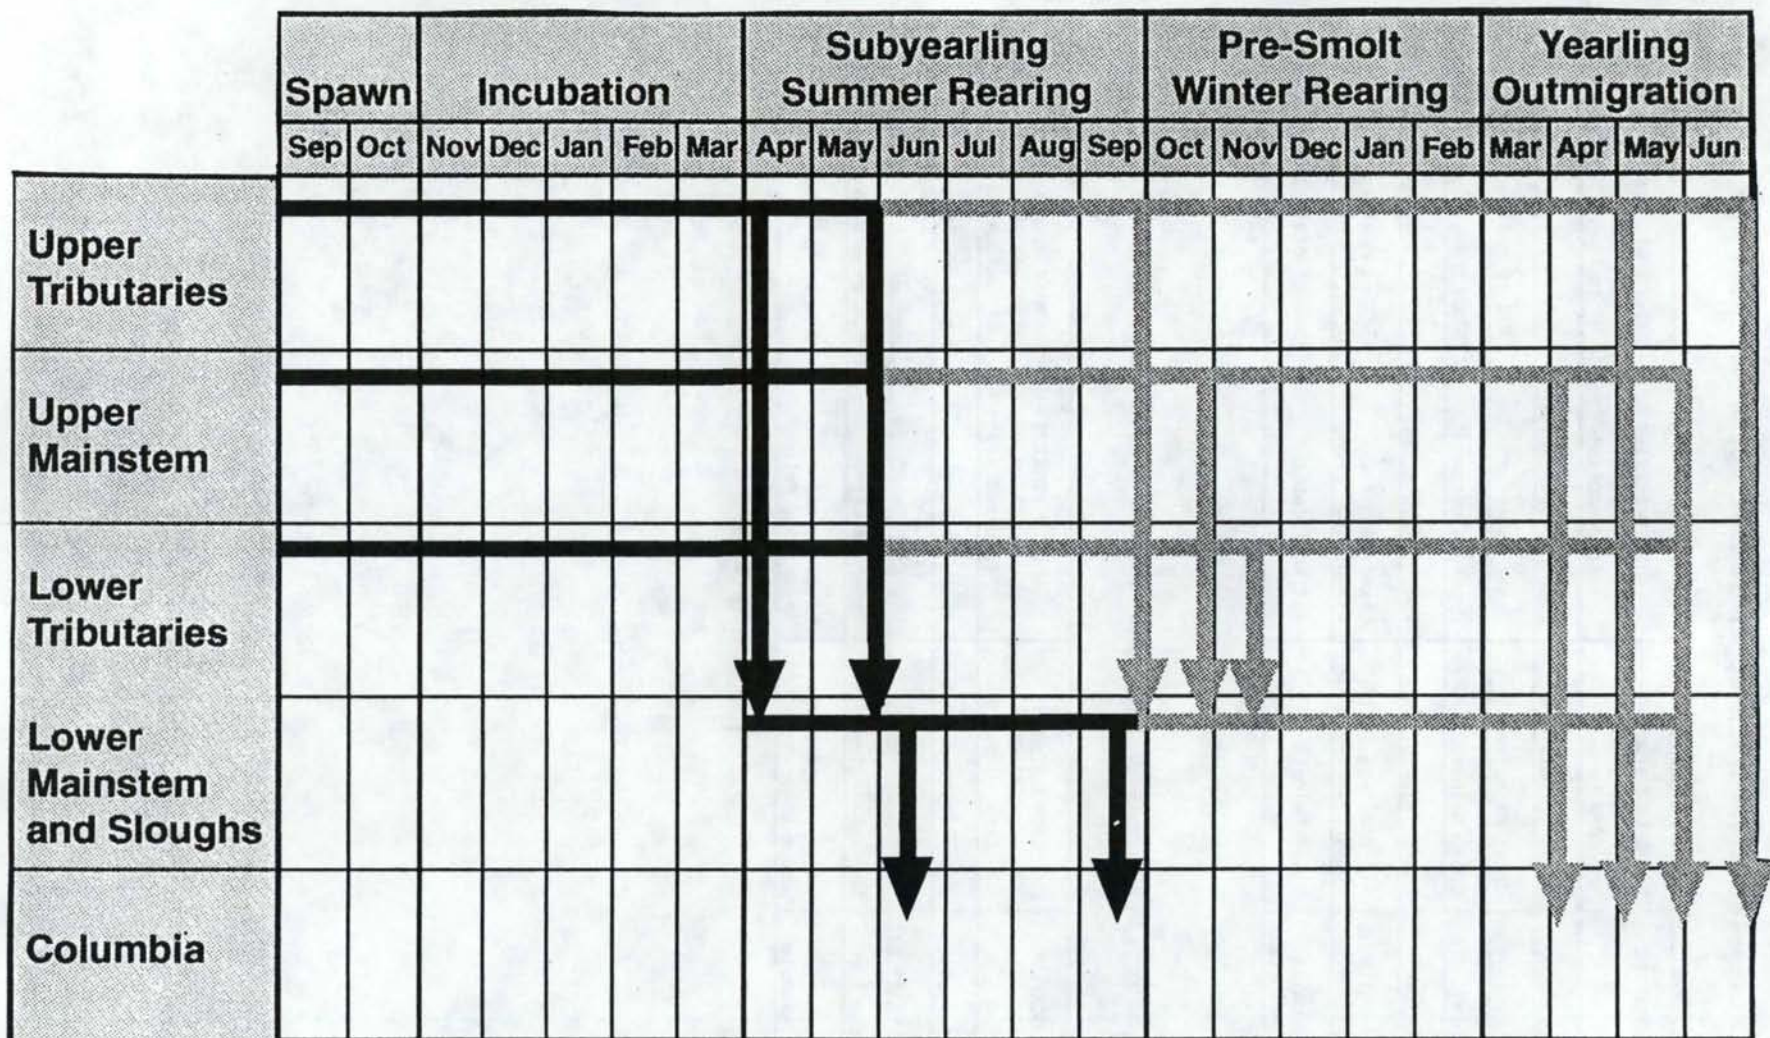 Subyearling
Pre-Smolt
Yearling
Spawn Incubation Summer Rearing Winter Rearing Outmigration
Sep Oct Nov Dec Jan Feb Mar Apr May Jun Jul Aug Sep Oct Nov Dec Jan Feb Mar Apr May Jun
Upper
Tributaries
Upper
Mainstem
Lower
Tributaries
Lower
Mainstem
and Sloughs
Columbia